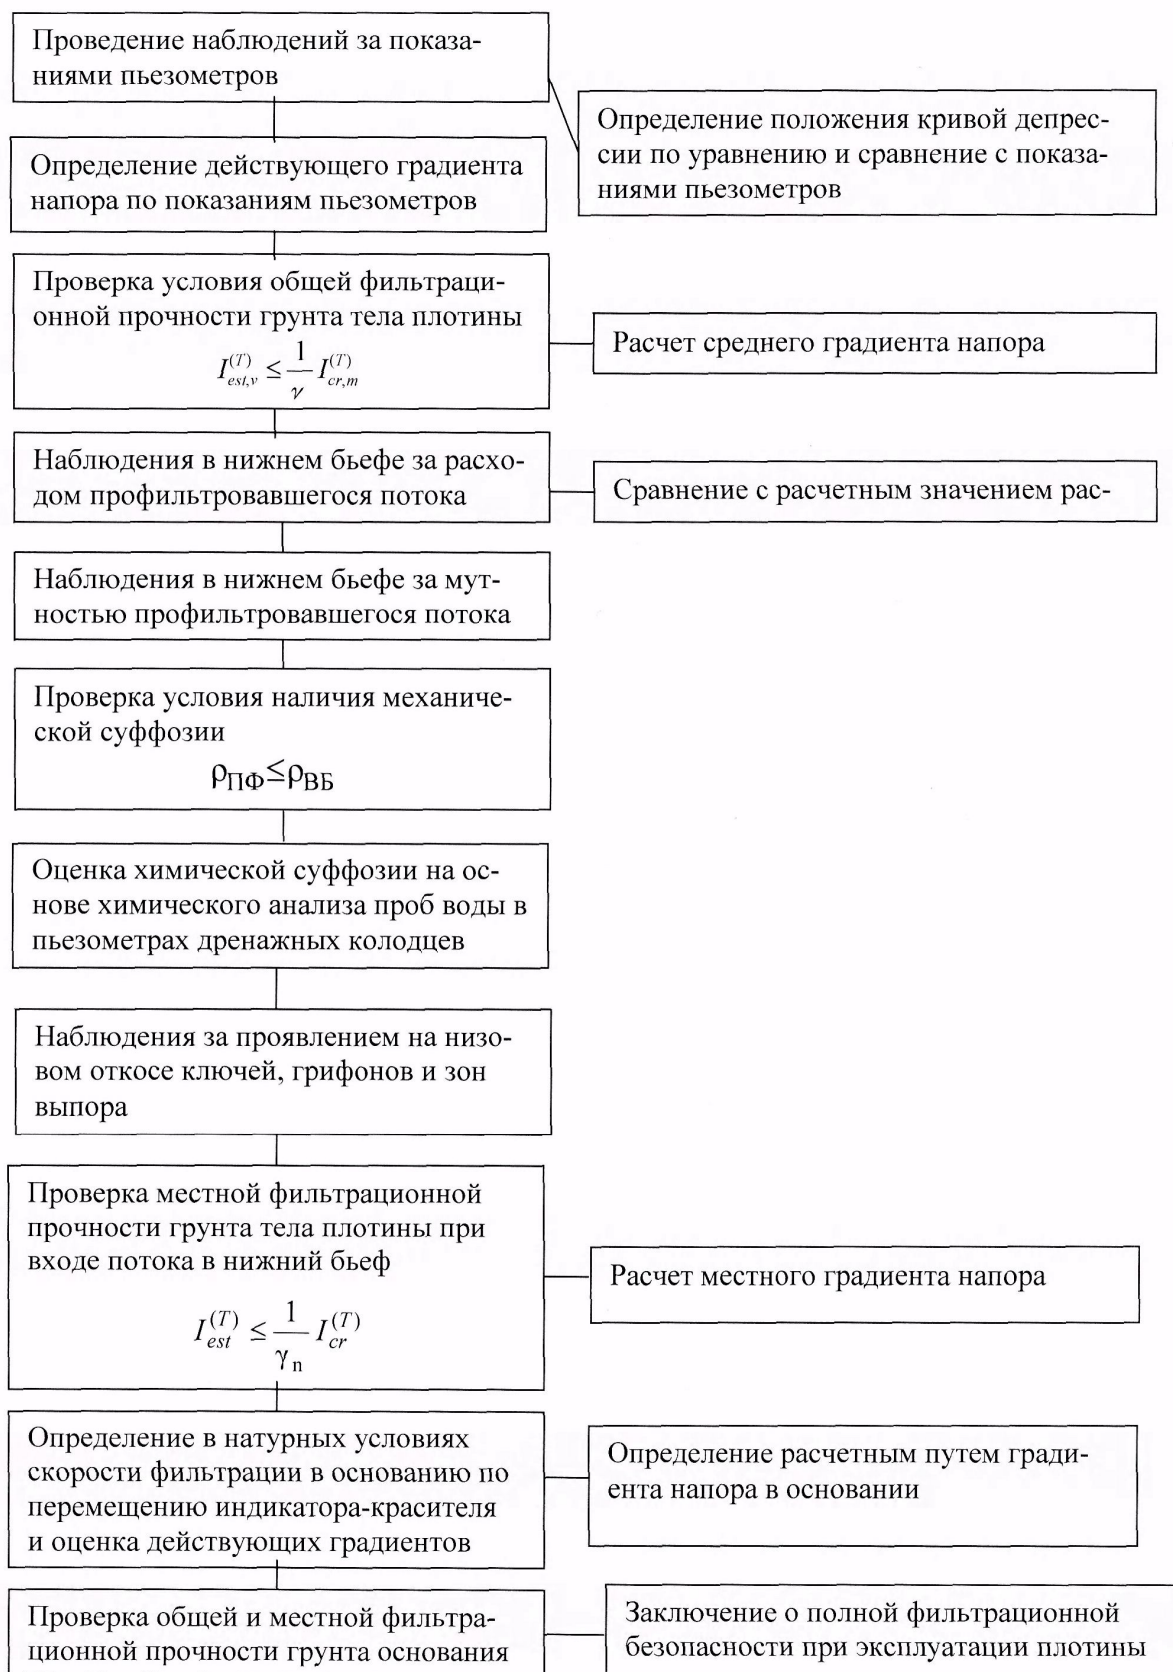 Проведение наблюдений за показа-
ниями пьезометров
Определение положения кривой депрес-
сии по уравнению и сравнение с показа-
ниями пьезометров
Определение действующего градиента
напора по показаниям пьезометров
Проверка условия общей фильтраци-
онной прочности грунта тела плотины
I_{est,v}^{(T)} ≤ \frac{1}{γ} I_{cr,m}^{(T)}
Расчет среднего градиента напора
Наблюдения в нижнем бьефе за расхо-
дом профильтровавшегося потока
Сравнение с расчетным значением рас-
Наблюдения в нижнем бьефе за мут-
ностью профильтровавшегося потока
Проверка условия наличия механиче-
ской суффозии
ρПФ≤ρВБ
Оценка химической суффозии на ос-
нове химического анализа проб воды в
пьезометрах дренажных колодцев
Наблюдения за проявлением на низо-
вом откосе ключей, грифонов и зон
выпора
Проверка местной фильтрационной
прочности грунта тела плотины при
входе потока в нижний бьеф
I_{est}^{(T)} ≤ \frac{1}{γ_n} I_{cr}^{(T)}
Расчет местного градиента напора
Определение в натурных условиях
скорости фильтрации в основанию по
перемещению индикатора-красителя
и оценка действующих градиентов
Определение расчетным путем гради-
ента напора в основании
Проверка общей и местной фильтра-
ционной прочности грунта основания
Заключение о полной фильтрационной
безопасности при эксплуатации плотины